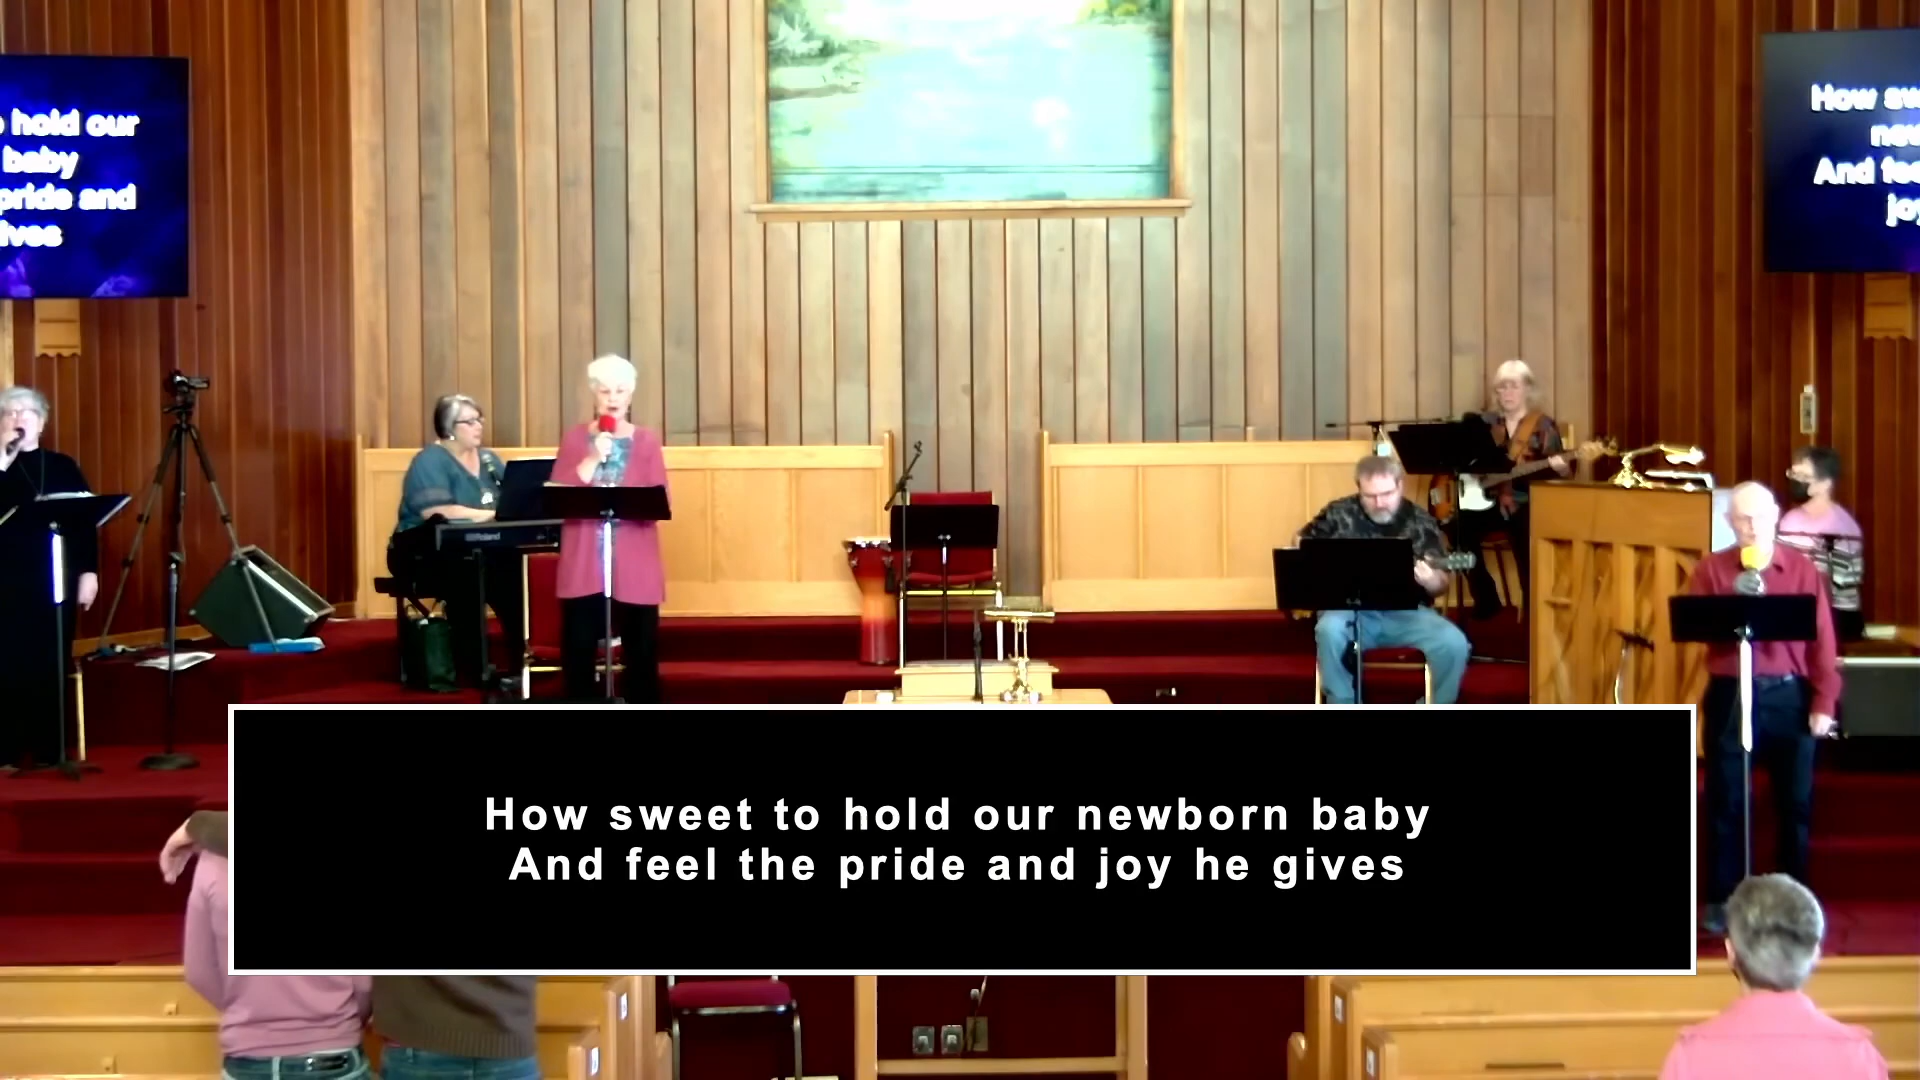 hold our
baby
pride and
How
And
Roland
How sweet to hold our newborn baby
And feel the pride and joy he gives